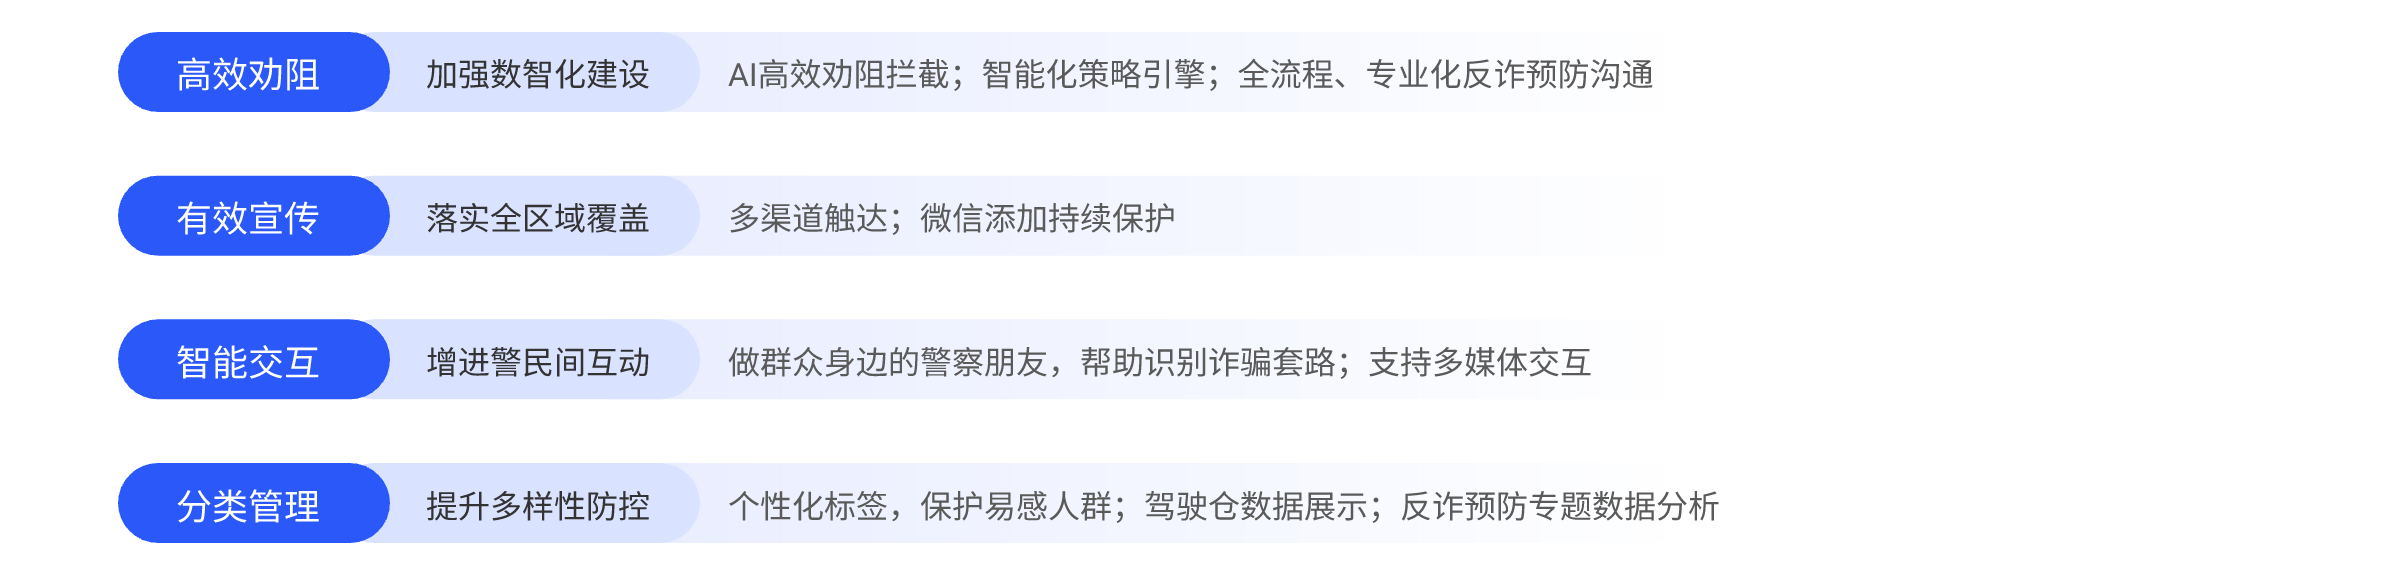 高效劝阻 加强数智化建设 AI高效劝阻拦截；智能化策略引擎；全流程、专业化反诈预防沟通
有效宣传 落实全区域覆盖 多渠道触达；微信添加持续保护
智能交互 增进警民间互动 做群众身边的警察朋友，帮助识别诈骗套路；支持多媒体交互
分类管理 提升多样性防控 个性化标签，保护易感人群；驾驶仓数据展示；反诈预防专题数据分析